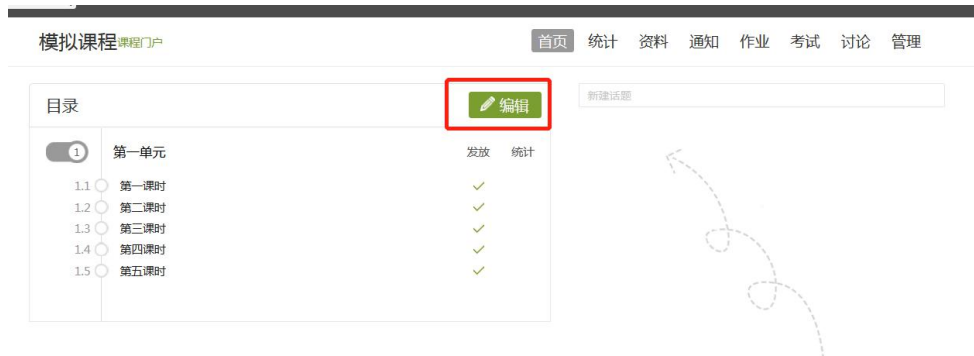 模拟课程 课程门户 首页 统计 资料 通知 作业 考试 讨论 管理
目录 编辑
新建话题
1 第一单元 发放 统计
1.1 第一课时
1.2 第二课时
1.3 第三课时
1.4 第四课时
1.5 第五课时